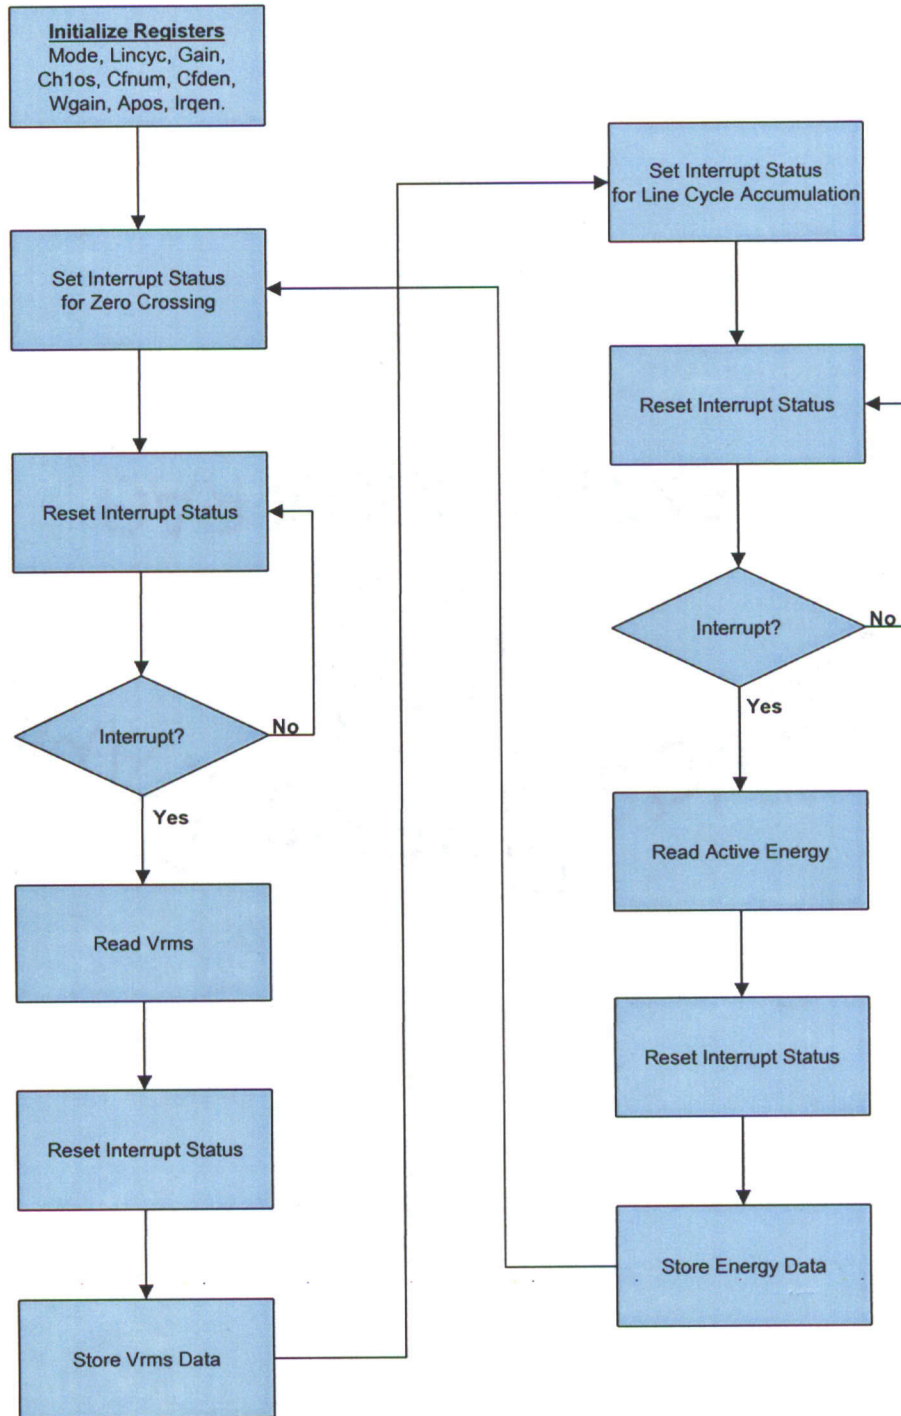 Initialize Registers
Mode, Lincyc, Gain,
Ch1os, Cfnum, Cfden,
Wgain, Apos, Irqen.
Set Interrupt Status
for Zero Crossing
Reset Interrupt Status
Interrupt?
No
Yes
Read Vrms
Reset Interrupt Status
Store Vrms Data
Set Interrupt Status
for Line Cycle Accumulation
Reset Interrupt Status
Interrupt?
No
Yes
Read Active Energy
Reset Interrupt Status
Store Energy Data